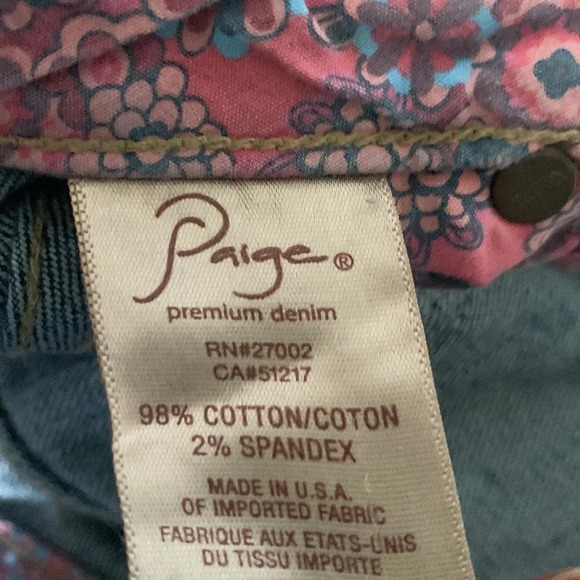 Paige®
premium denim
RN#27002
CA#51217
98% COTTON/COTON
2% SPANDEX
MADE IN U.S.A.
OF IMPORTED FABRIC
FABRIQUE AUX ETATS-UNIS
DU TISSU IMPORTE